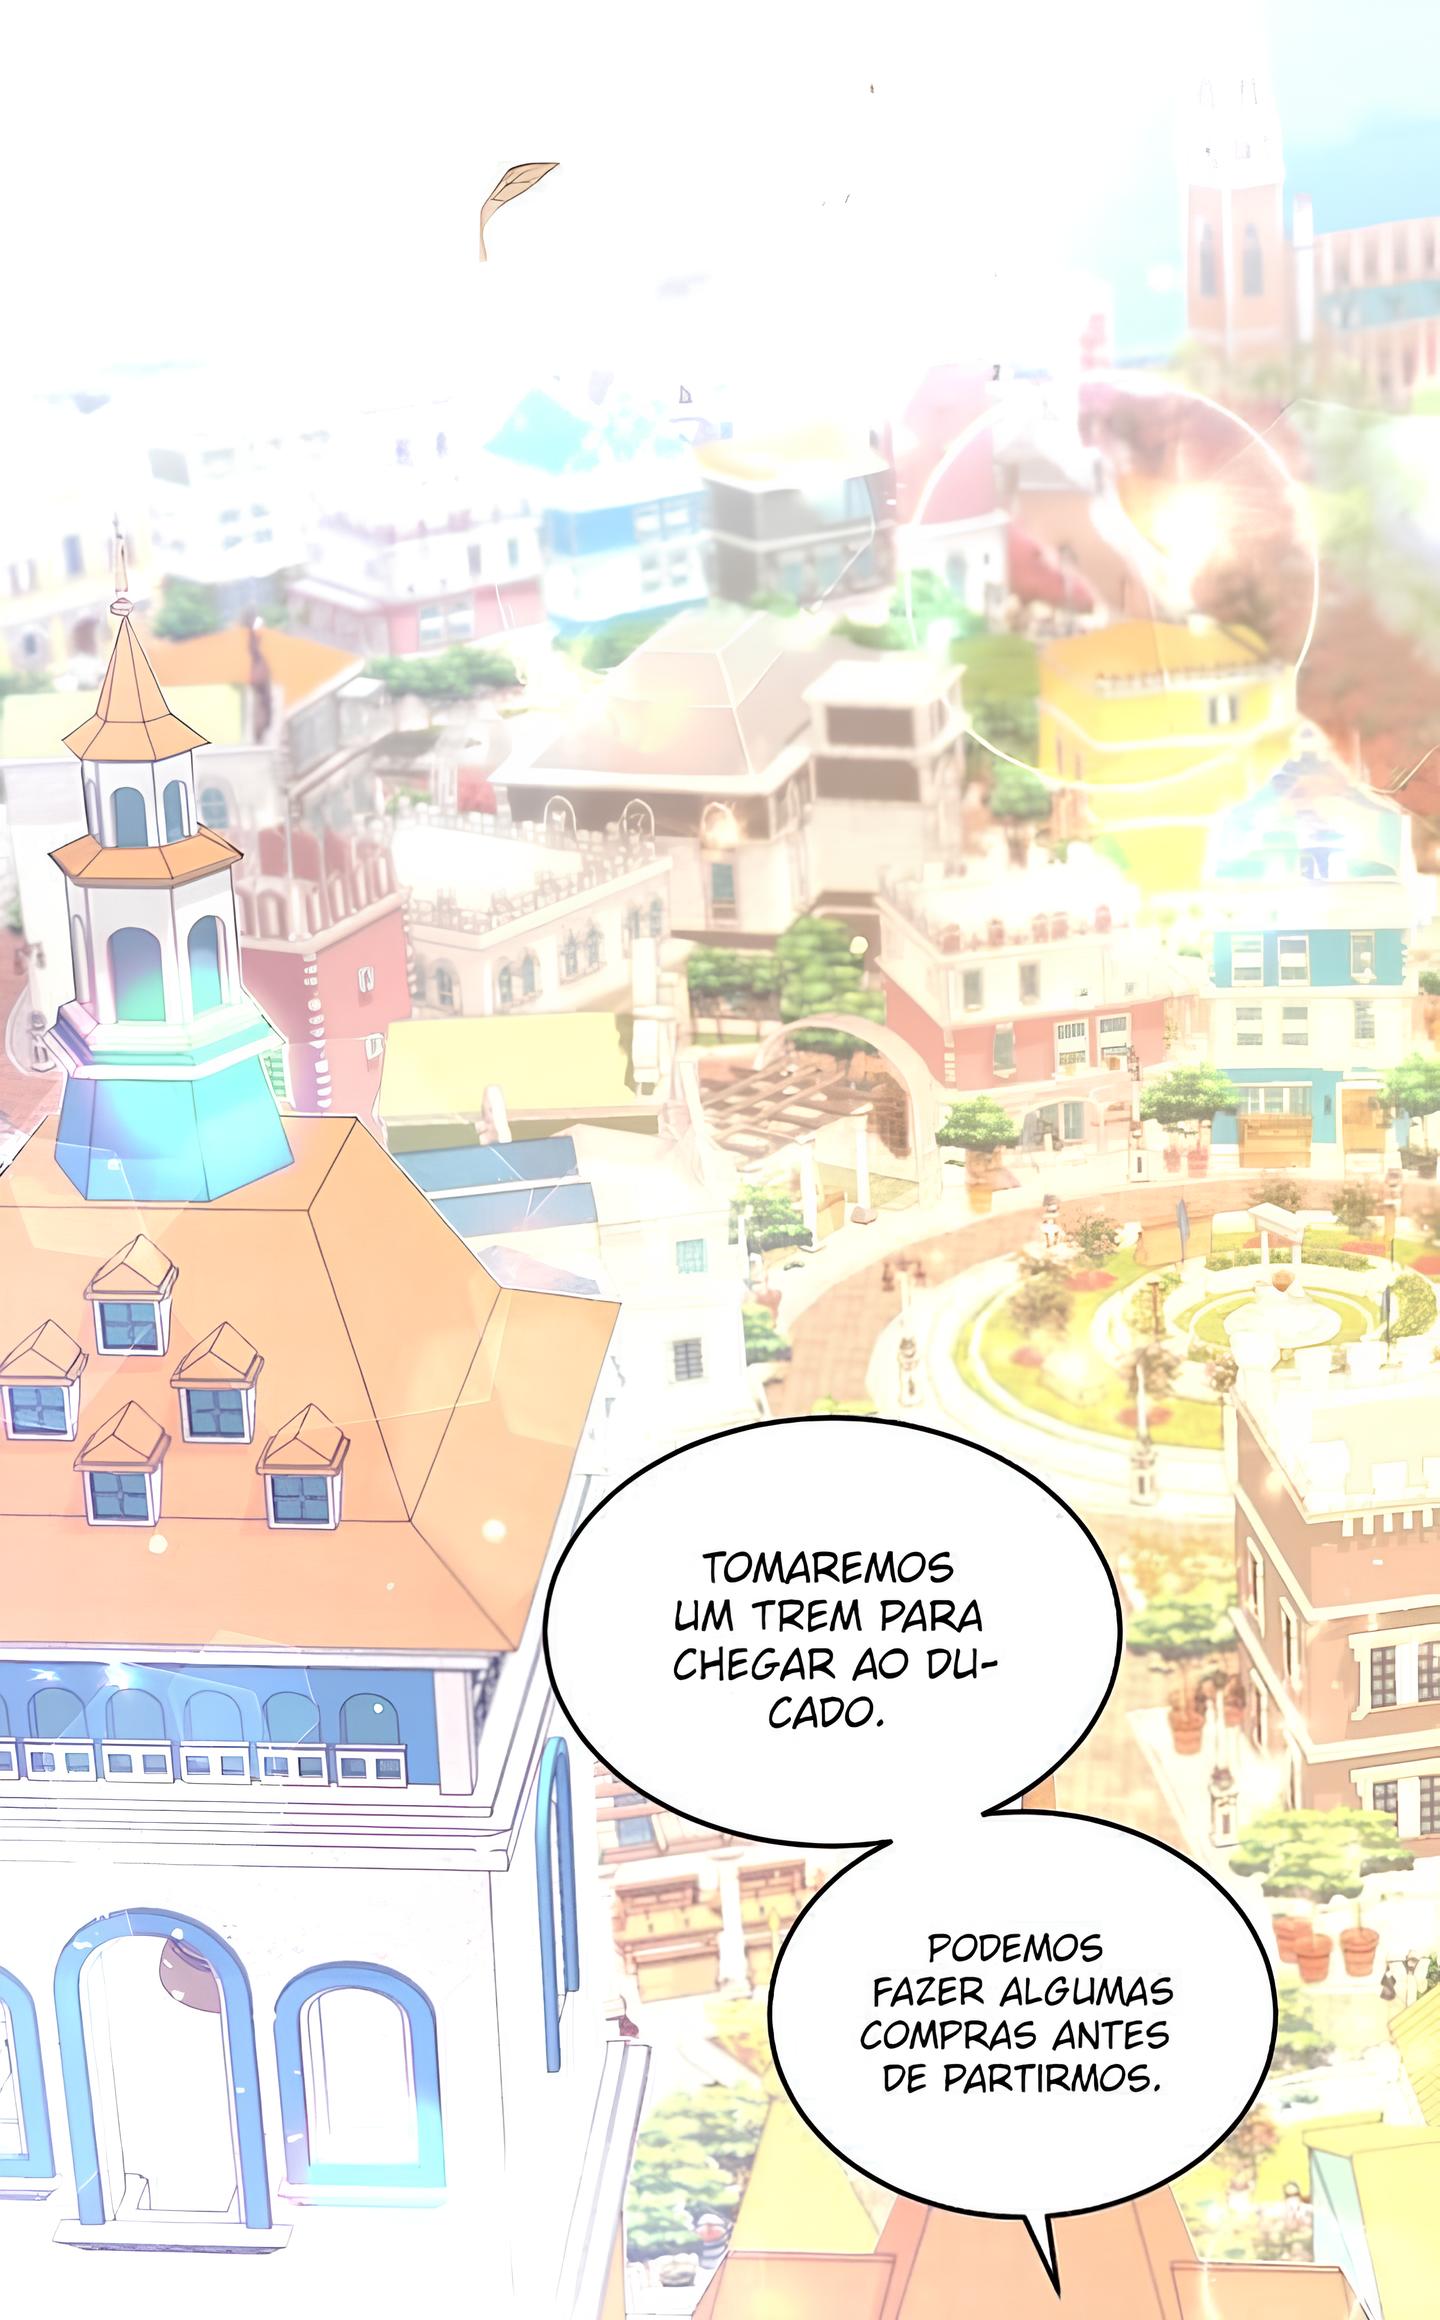 TOMAREMOS
UM TREM PARA
CHEGAR AO DU-
CADO.
PODEMOS
FAZER ALGUMAS
COMPRAS ANTES
DE PARTIRMOS.